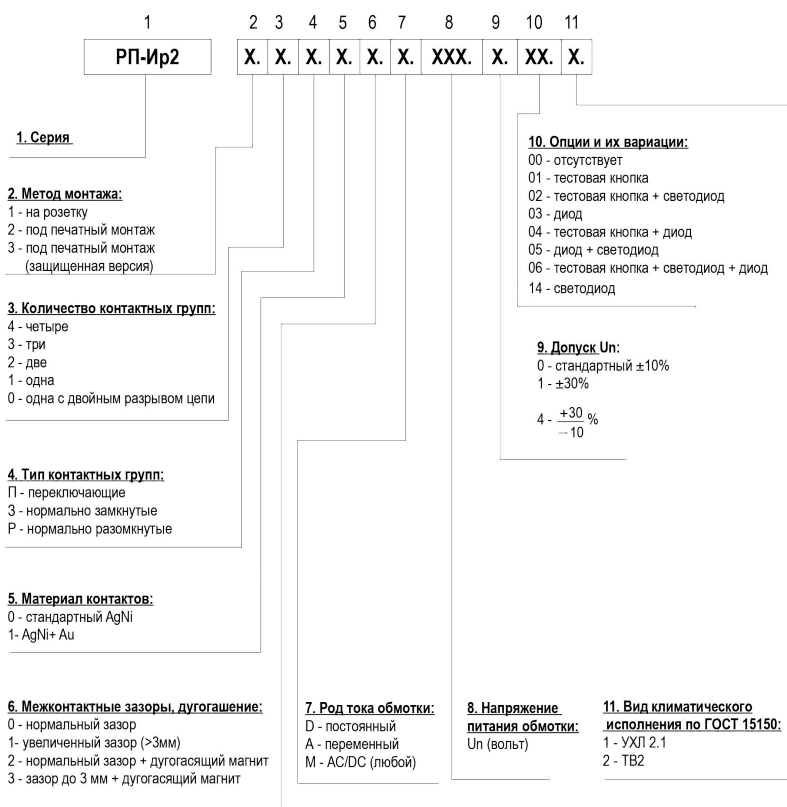 1 2 3 4 5 6 7 8 9 10 11
РП-Ир2 X. X. X. X. X. X. XXX. X. XX. X.
1. Серия
2. Метод монтажа:
1 - на розетку
2 - под печатный монтаж
3 - под печатный монтаж
(защищенная версия)
3. Количество контактных групп:
4 - четыре
3 - три
2 - две
1 - одна
0 - одна с двойным разрывом цепи
4. Тип контактных групп:
П - переключающие
З - нормально замкнутые
Р - нормально разомкнутые
5. Материал контактов:
0 - стандартный AgNi
1- AgNi+ Au
6. Межконтактные зазоры, дугогашение:
0 - нормальный зазор
1- увеличенный зазор (>3мм)
2 - нормальный зазор + дугогасящий магнит
3 - зазор до 3 мм + дугогасящий магнит
7. Род тока обмотки:
D - постоянный
A - переменный
M - AC/DC (любой)
8. Напряжение
питания обмотки:
Un (вольт)
9. Допуск Un:
0 - стандартный ±10%
1 - ±30%
4 - +30/−10 %
10. Опции и их вариации:
00 - отсутствует
01 - тестовая кнопка
02 - тестовая кнопка + светодиод
03 - диод
04 - тестовая кнопка + диод
05 - диод + светодиод
06 - тестовая кнопка + светодиод + диод
14 - светодиод
11. Вид климатического
исполнения по ГОСТ 15150:
1 - УХЛ 2.1
2 - ТВ2